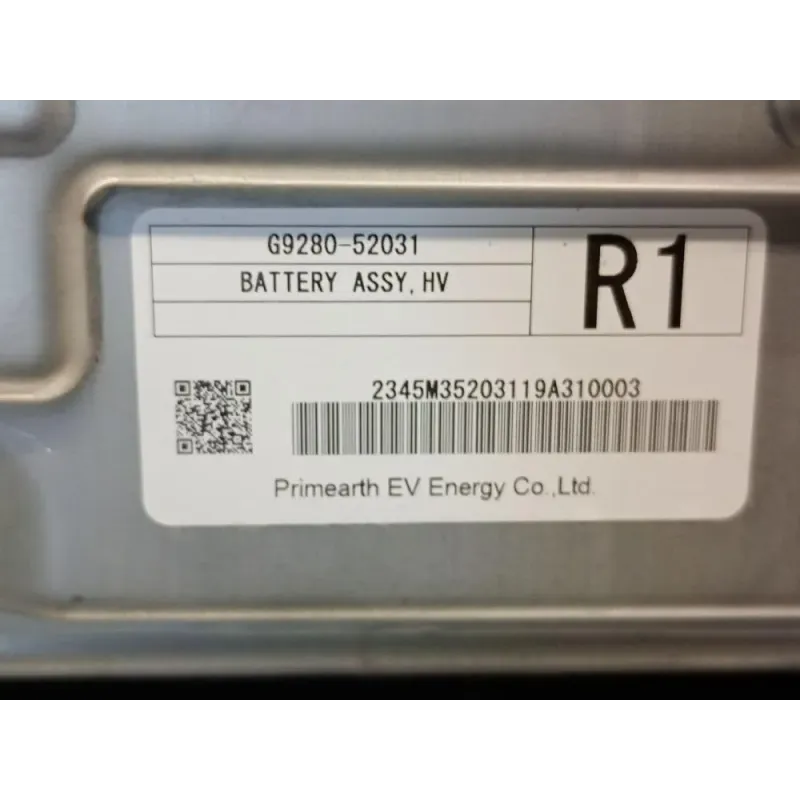 G9280-52031
BATTERY ASSY, HV
R1
2345M35203119A310003
Primearth EV Energy Co.,Ltd.